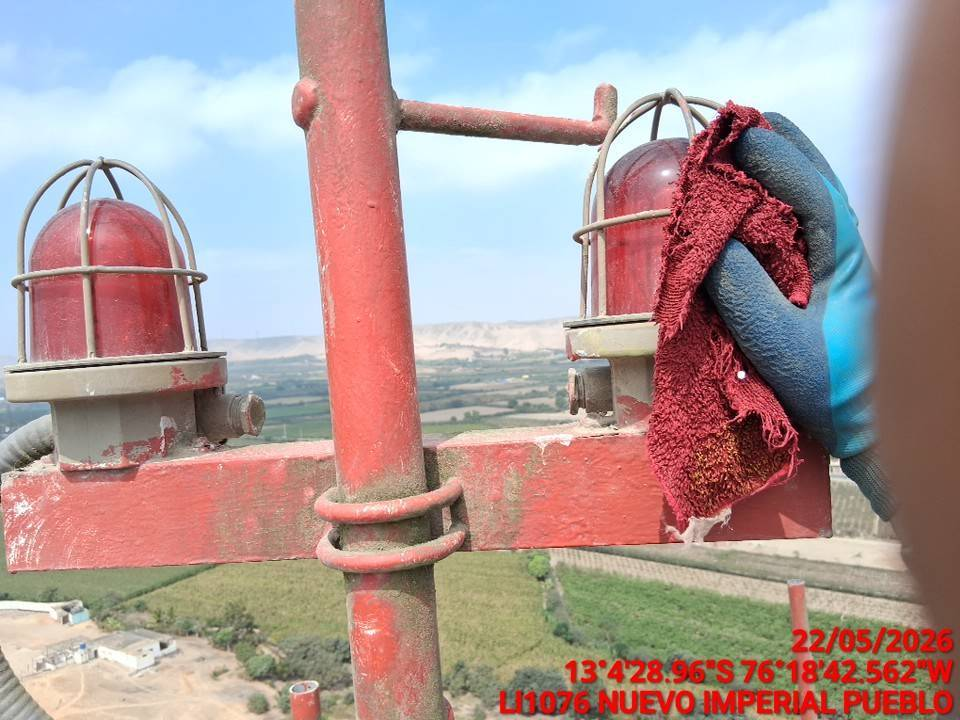 22/05/2026
13°4'28.96"S 76°18'42.562"W
LI1076 NUEVO IMPERIAL PUEBLO